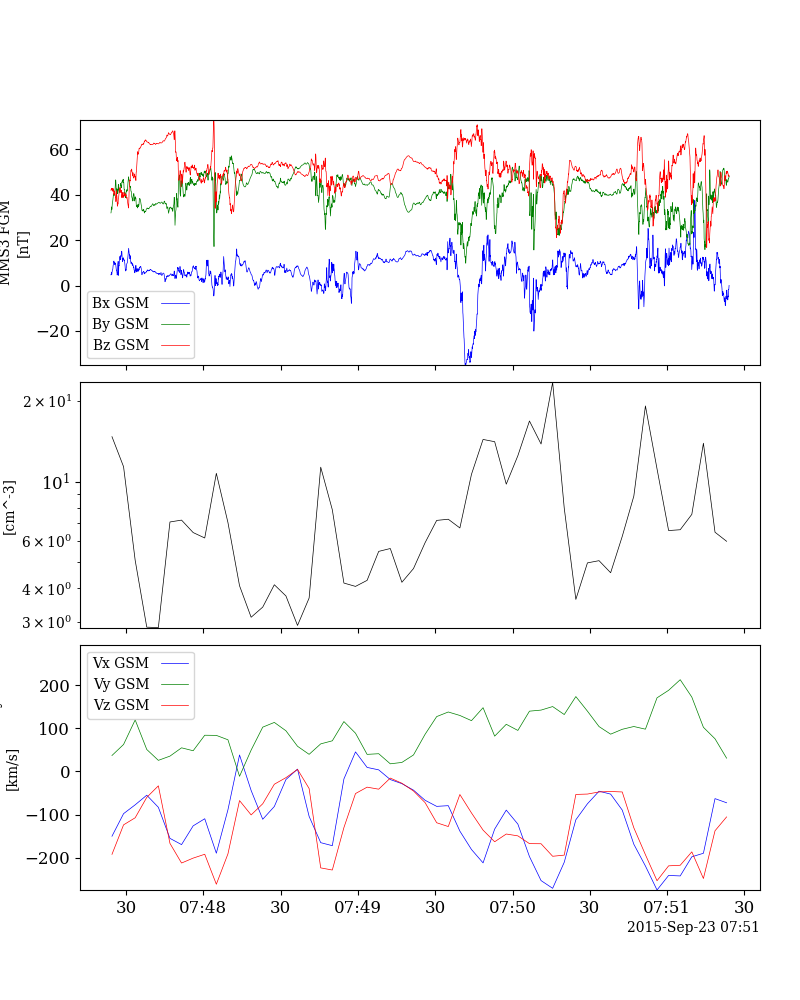 60
40
20
0
−20
MMS3 FGM
[nT]
Bx GSM
By GSM
Bz GSM
2 × 10¹
10¹
6 × 10⁰
4 × 10⁰
3 × 10⁰
[cm^-3]
200
100
0
−100
−200
[km/s]
Vx GSM
Vy GSM
Vz GSM
30
07:48
30
07:49
30
07:50
30
07:51
30
2015-Sep-23 07:51